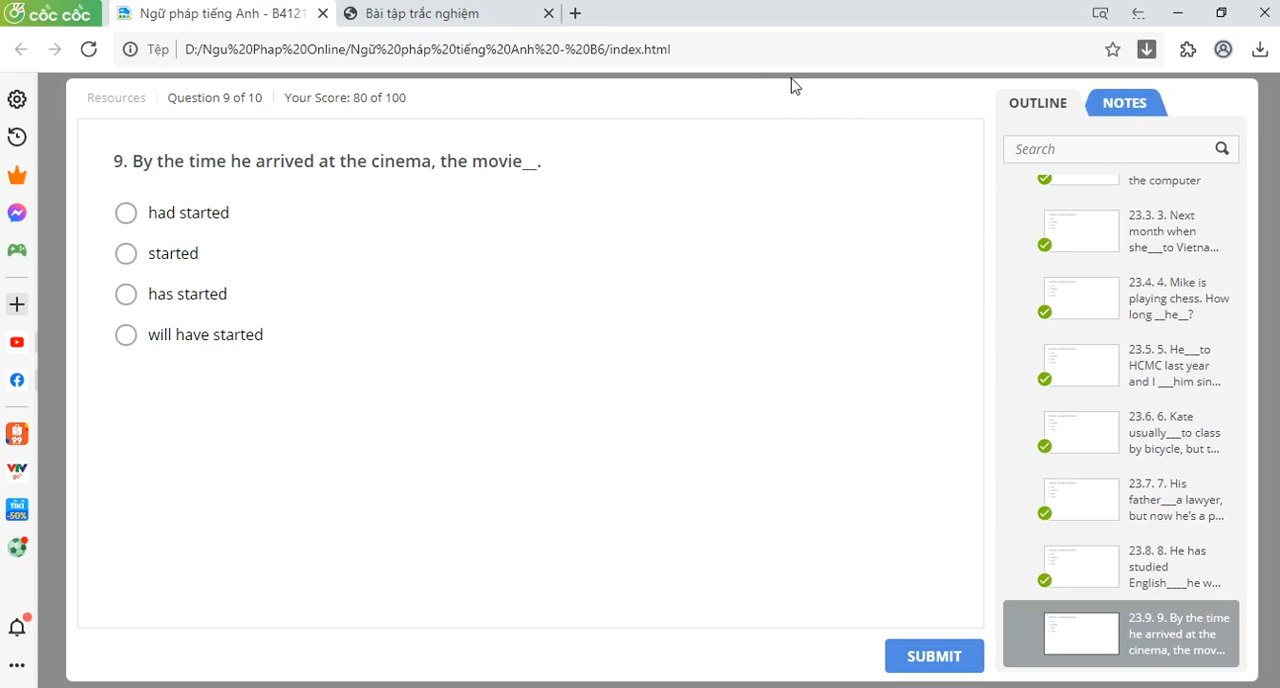 cốc cốc
Ngữ pháp tiếng Anh - B4121
Bài tập trắc nghiệm
Tệp
D:/Ngu%20Phap%20Online/Ngữ%20pháp%20tiếng%20Anh%20-%20B6/index.html
Resources
Question 9 of 10
Your Score: 80 of 100
9. By the time he arrived at the cinema, the movie__.
had started
started
has started
will have started
SUBMIT
OUTLINE
NOTES
Search
the computer
23.3. 3. Next
month when
she___to Vietna...
23.4. 4. Mike is
playing chess. How
long __he__?
23.5. 5. He___to
HCMC last year
and I ___him sin...
23.6. 6. Kate
usually___to class
by bicycle, but t...
23.7. 7. His
father___a lawyer,
but now he's a p...
23.8. 8. He has
studied
English____he w...
23.9. 9. By the time
he arrived at the
cinema, the mov...
99
VTV
go
TIKI
-50%